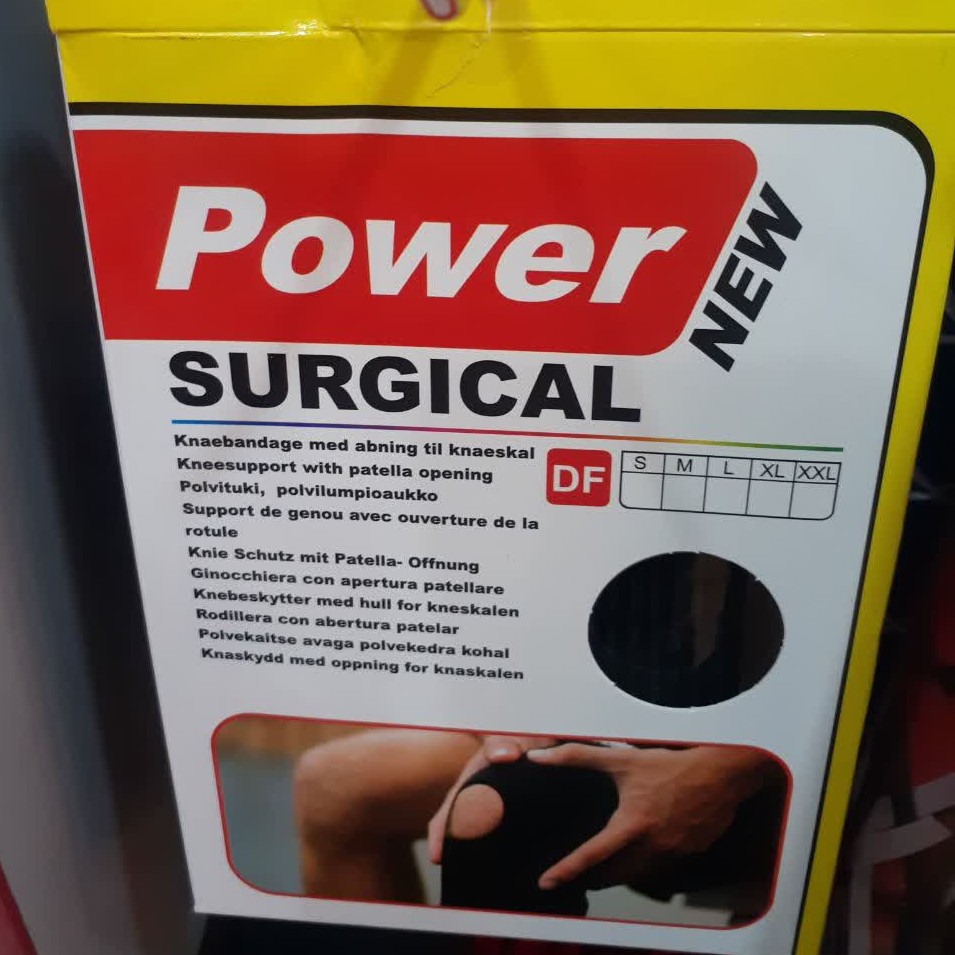 Power
NEW
SURGICAL
Knaebandage med abning til knaeskal
Kneesupport with patella opening
Polvituki, polvilumpioaukko
Support de genou avec ouverture de la
rotule
Knie Schutz mit Patella- Offnung
Ginocchiera con apertura patellare
Knebeskytter med hull for kneskalen
Rodillera con abertura patelar
Polvekaitse avaga polvekedra kohal
Knaskydd med oppning for knaskalen
DF
S M L XL XXL